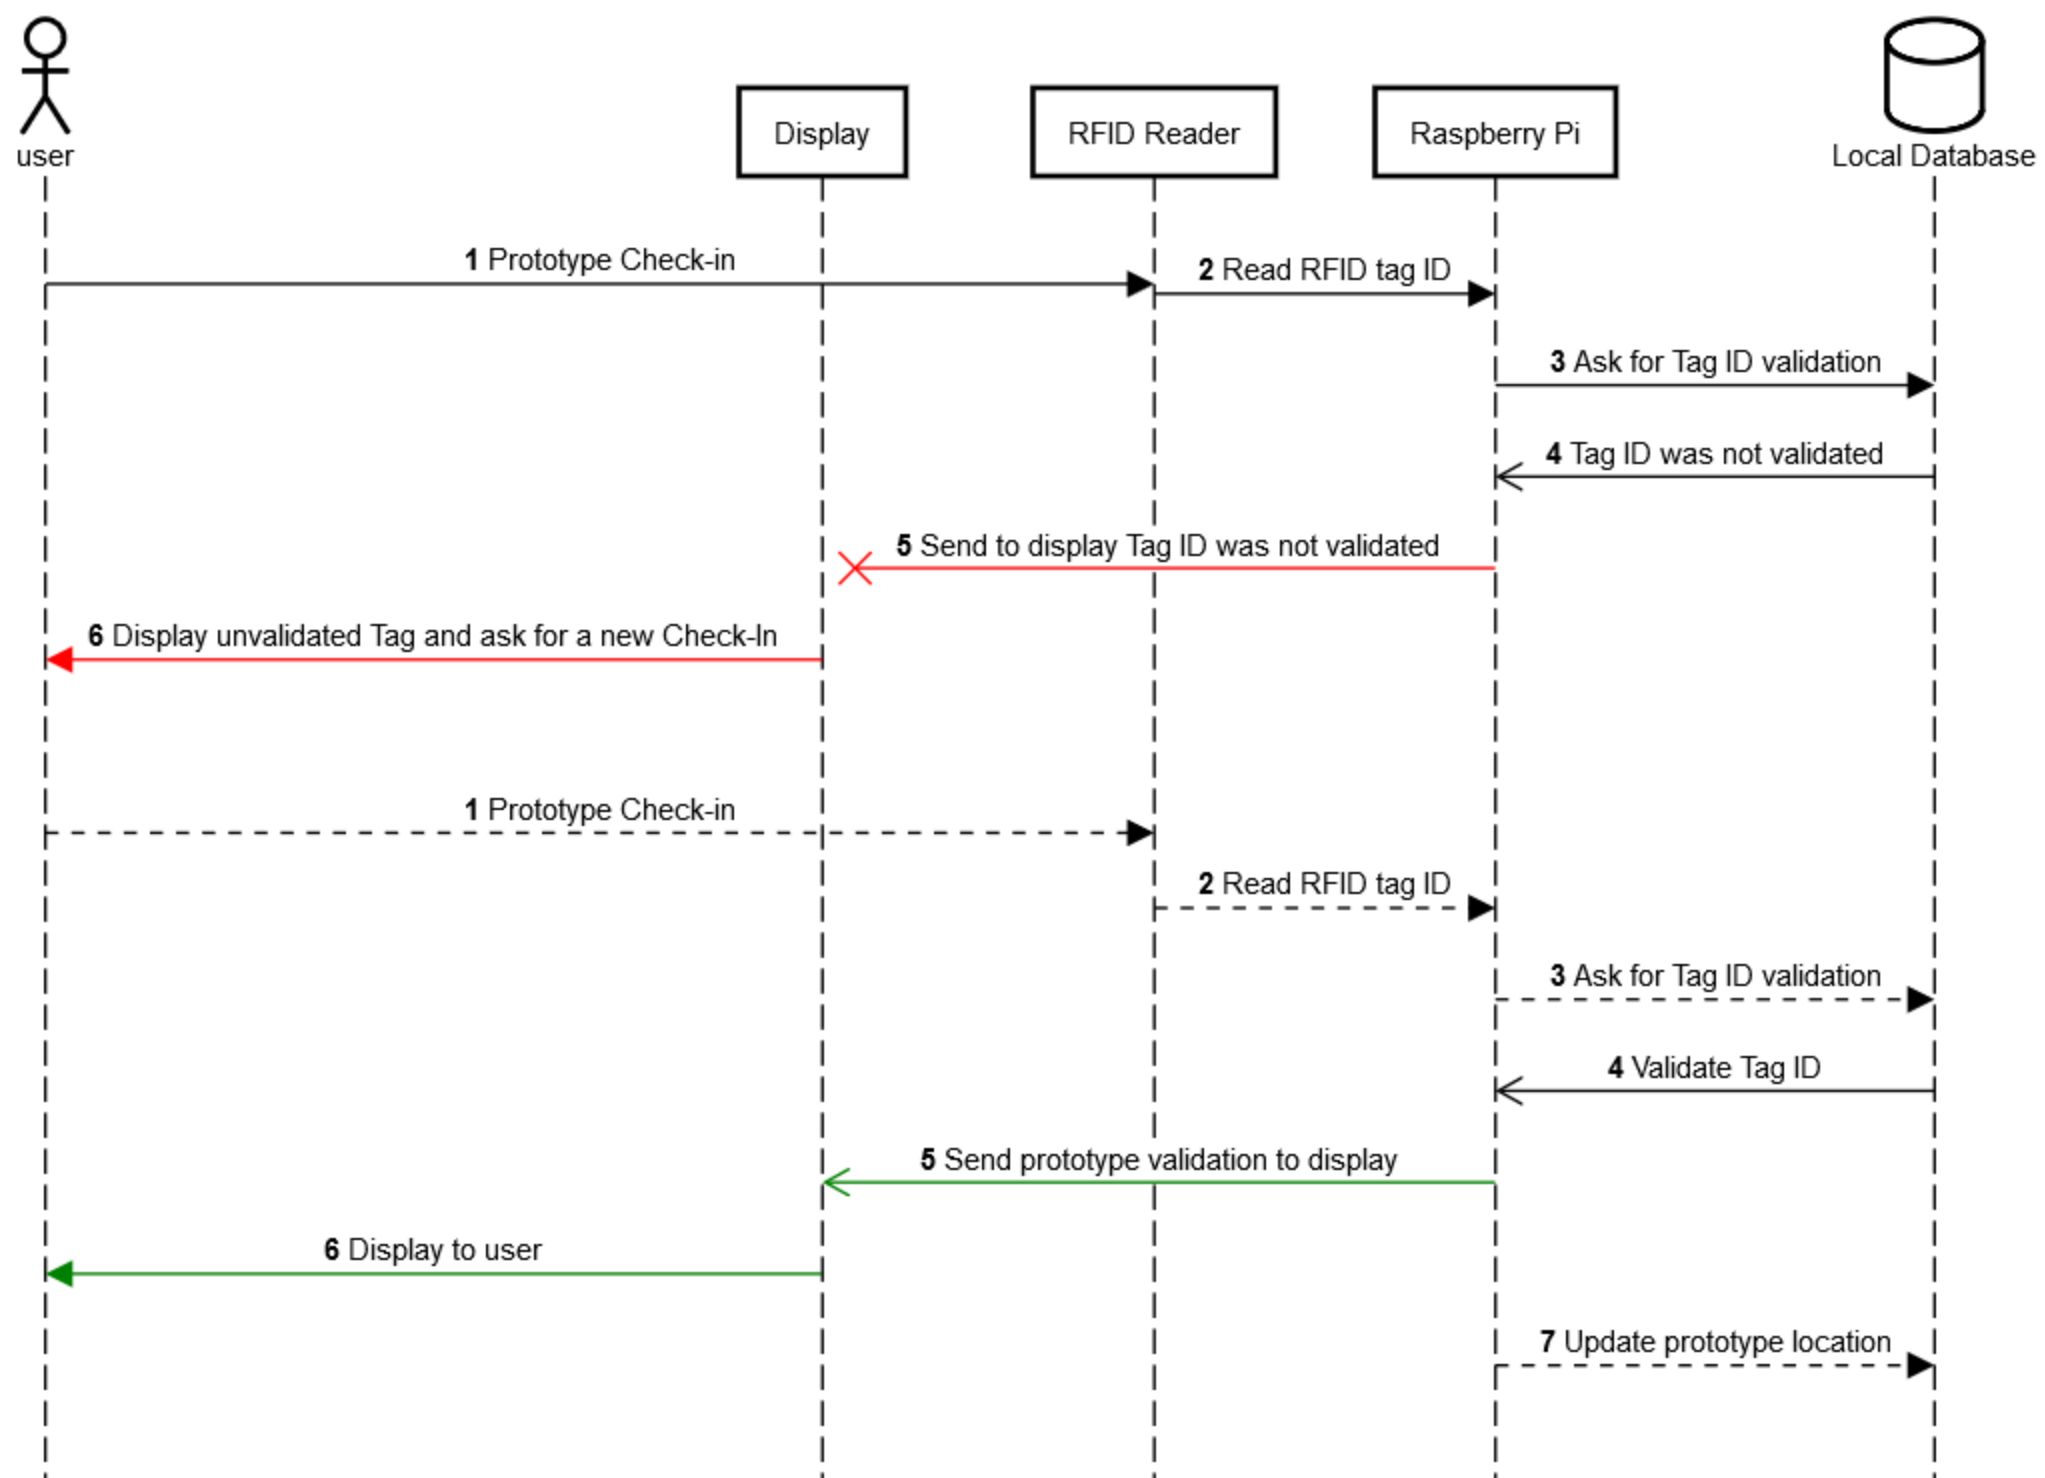 user
Display
RFID Reader
Raspberry Pi
Local Database
1 Prototype Check-in
2 Read RFID tag ID
3 Ask for Tag ID validation
4 Tag ID was not validated
5 Send to display Tag ID was not validated
6 Display unvalidated Tag and ask for a new Check-In
1 Prototype Check-in
2 Read RFID tag ID
3 Ask for Tag ID validation
4 Validate Tag ID
5 Send prototype validation to display
6 Display to user
7 Update prototype location